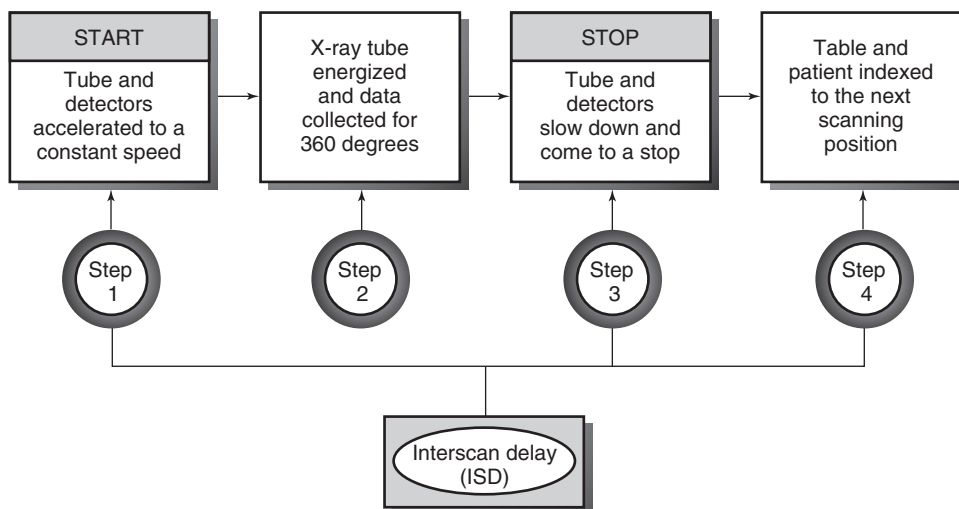 START
Tube and
detectors
accelerated to a
constant speed
X-ray tube
energized
and data
collected for
360 degrees
STOP
Tube and
detectors
slow down and
come to a stop
Table and
patient indexed
to the next
scanning
position
Step
1
Step
2
Step
3
Step
4
Interscan delay
(ISD)